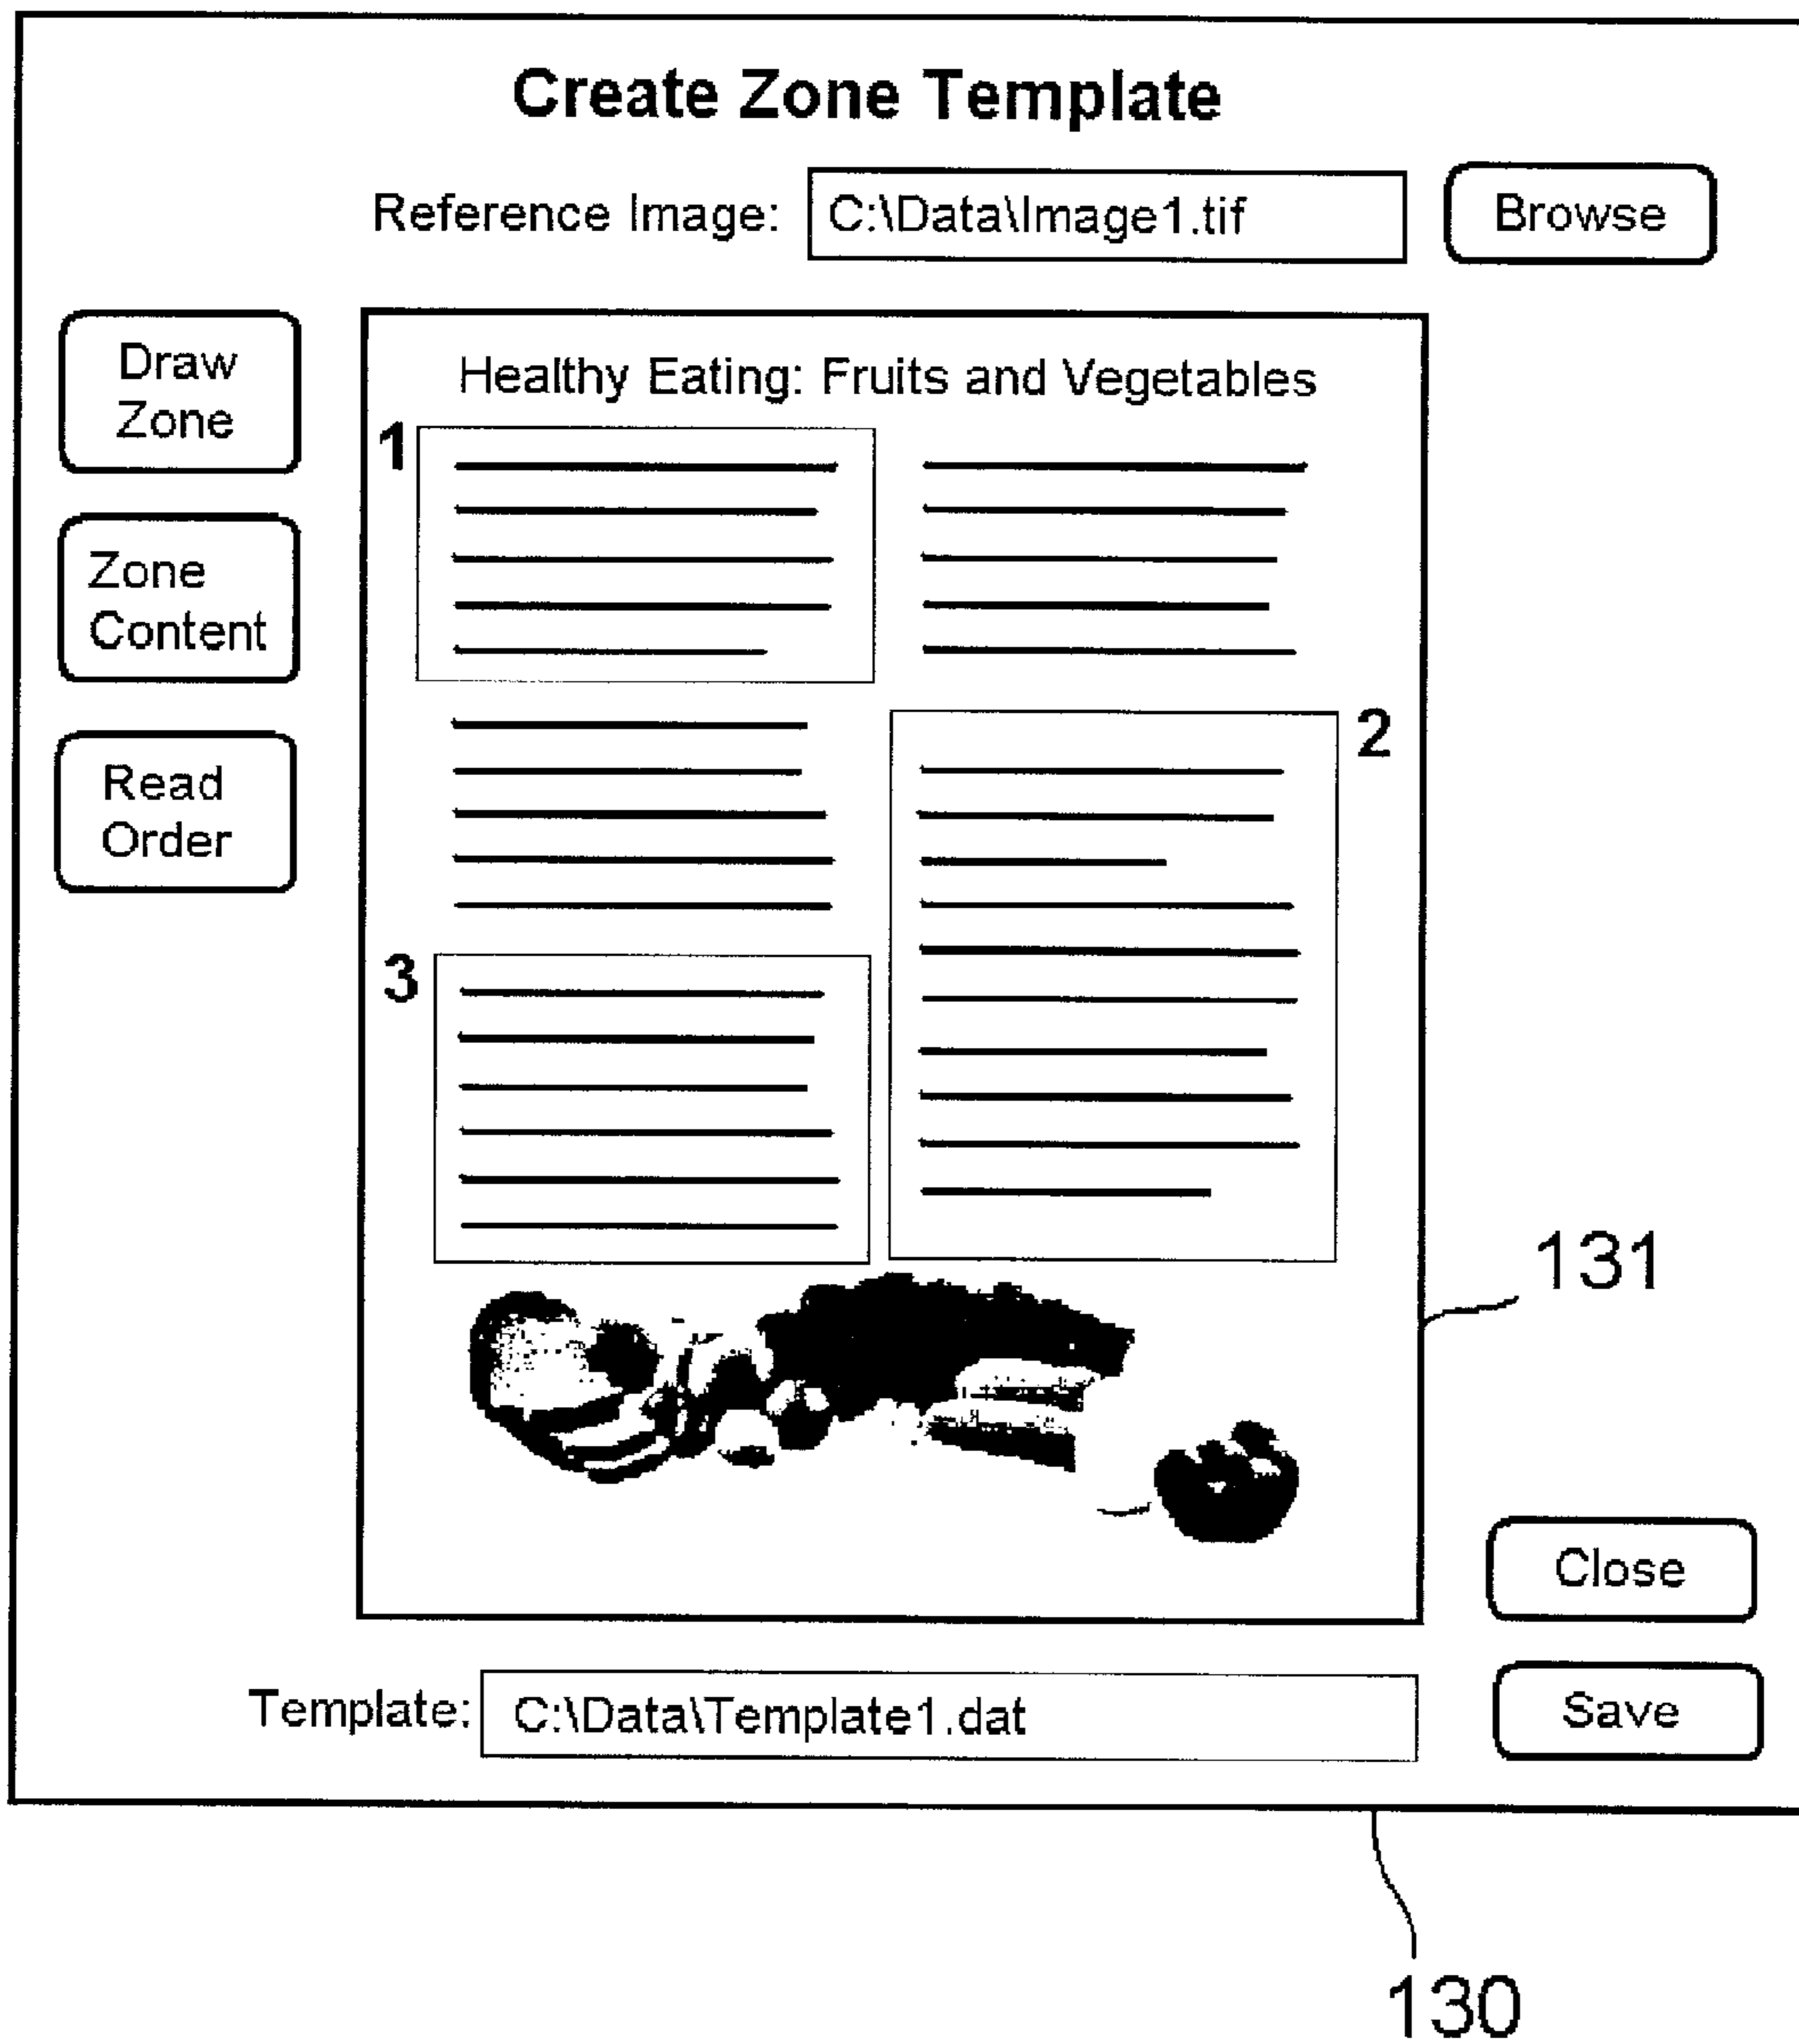 Create Zone Template
Reference Image: C:\Data\Image1.tif Browse
Draw
Zone
Zone
Content
Read
Order
Healthy Eating: Fruits and Vegetables
1
2
3
131
Close
Template: C:\Data\Template1.dat Save
130